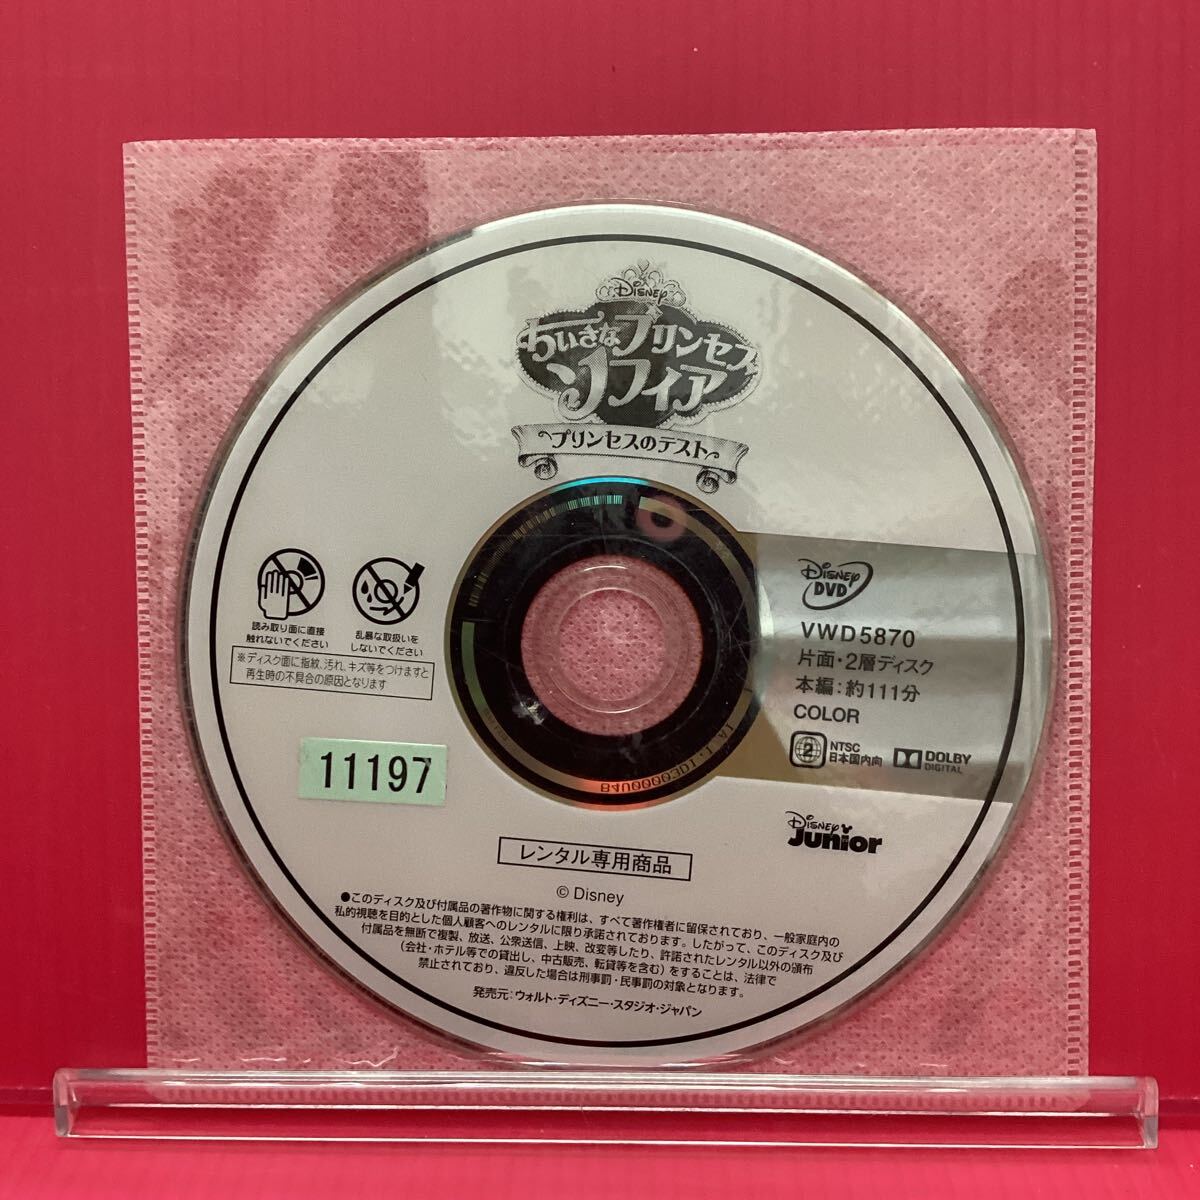 Disney
ちいさなプリンセス
ソフィア
プリンセスのテスト
読み取り面に直接
触れないでください
乱暴な取扱いを
しないでください
※ディスク面に指紋、汚れ、キズ等をつけますと
再生時の不具合の原因となります
Disney
DVD
VWD5870
片面・2層ディスク
本編:約111分
COLOR
2
NTSC
日本国内向
DOLBY
DIGITAL
11197
Disney
Junior
レンタル専用商品
© Disney
●このディスク及び付属品の著作物に関する権利は、すべて著作権者に留保されており、一般家庭内の
私的視聴を目的とした個人顧客へのレンタルに限り承諾されております。したがって、このディスク及び
付属品を無断で複製、放送、公衆送信、上映、改変等したり、許諾されたレンタル以外の頒布
(会社・ホテル等での貸出し、中古販売、転貸等を含む)をすることは、法律で
禁止されており、違反した場合は刑事罰・民事罰の対象となります。
発売元:ウォルト・ディズニー・スタジオ・ジャパン